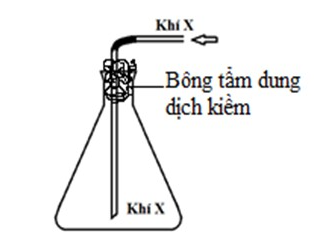 Khí X
Bông tẩm dung
dịch kiềm
Khí X